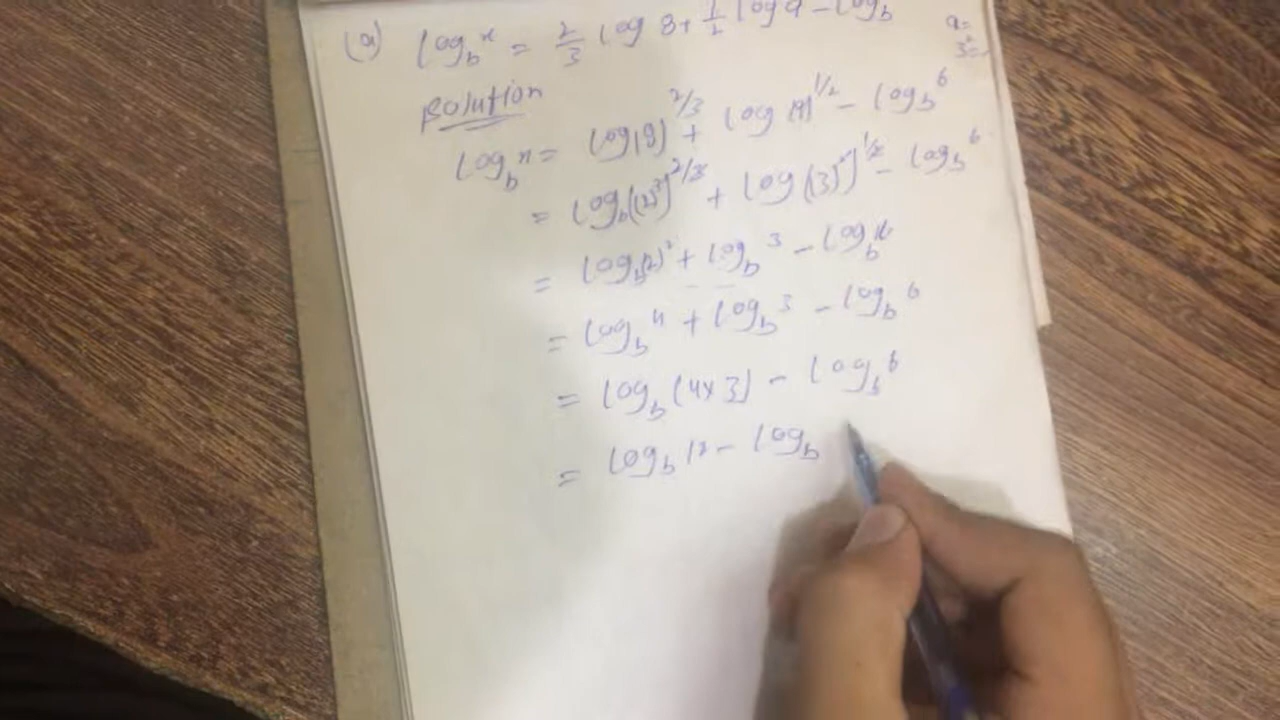 (a) log_b x = 2/3 log 8 + 1/2 log 9 - log_b
9=
3²=
Solution
log_b x = log(8)^2/3 + log (9)^1/2 - log_b 6
= log_b((2)³)^2/3 + log (3)²)^1/2 - log_b 6
= log_b(2)² + log_b 3 - log_b 6
= log_b 4 + log_b 3 - log_b 6
= log_b (4×3) - log_b 6
= log_b 12 - log_b